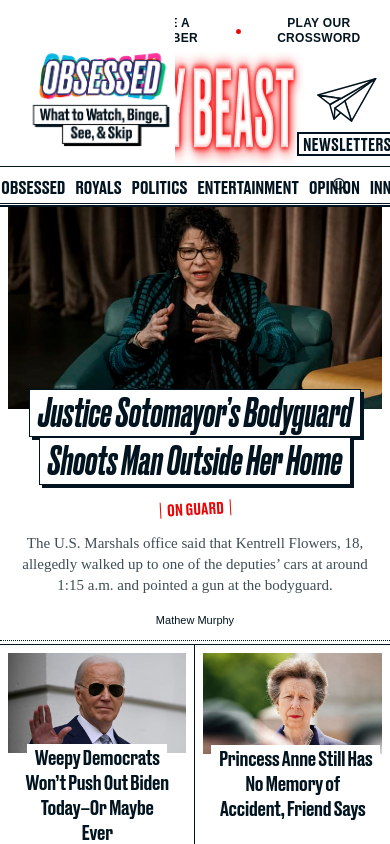 E A
BER
PLAY OUR
CROSSWORD
OBSESSED
What to Watch, Binge,
See, & Skip
Y BEAST
NEWSLETTERS
OBSESSED ROYALS POLITICS ENTERTAINMENT OPINION INN
Justice Sotomayor’s Bodyguard
Shoots Man Outside Her Home
ON GUARD
The U.S. Marshals office said that Kentrell Flowers, 18,
allegedly walked up to one of the deputies’ cars at around
1:15 a.m. and pointed a gun at the bodyguard.
Mathew Murphy
Weepy Democrats
Won’t Push Out Biden
Today—Or Maybe
Ever
Princess Anne Still Has
No Memory of
Accident, Friend Says